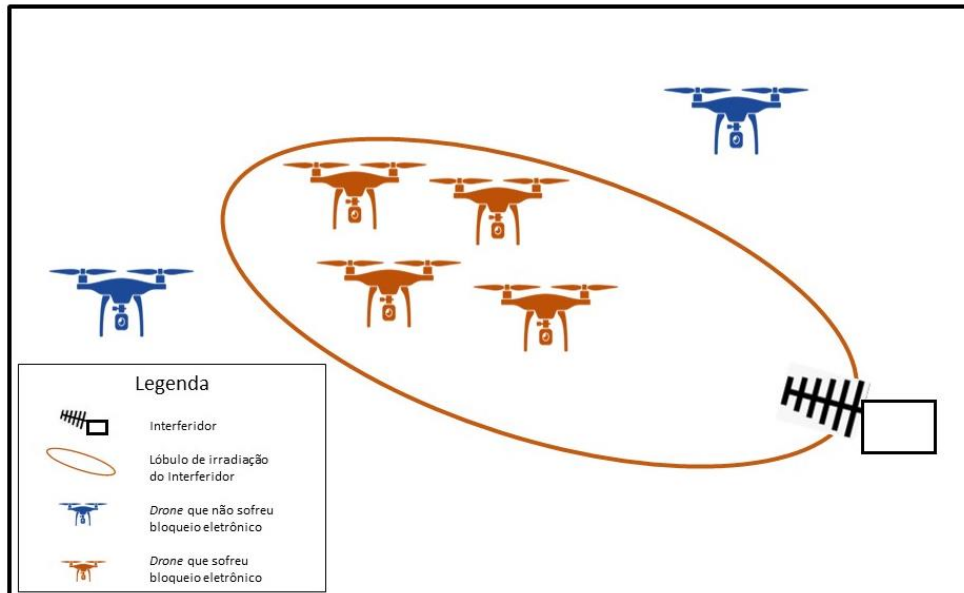 Legenda
Interferidor
Lóbulo de irradiação
do Interferidor
Drone que não sofreu
bloqueio eletrônico
Drone que sofreu
bloqueio eletrônico